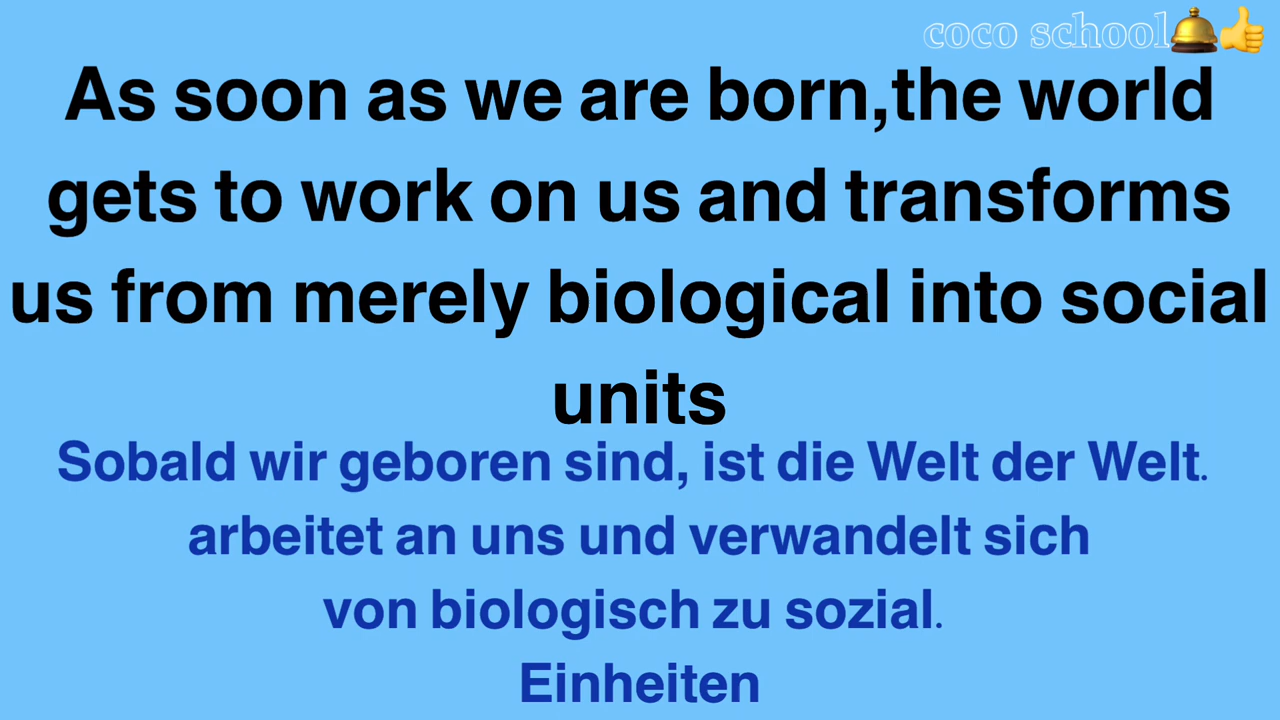 coco school
As soon as we are born,the world
gets to work on us and transforms
us from merely biological into social
units
Sobald wir geboren sind, ist die Welt der Welt.
arbeitet an uns und verwandelt sich
von biologisch zu sozial.
Einheiten